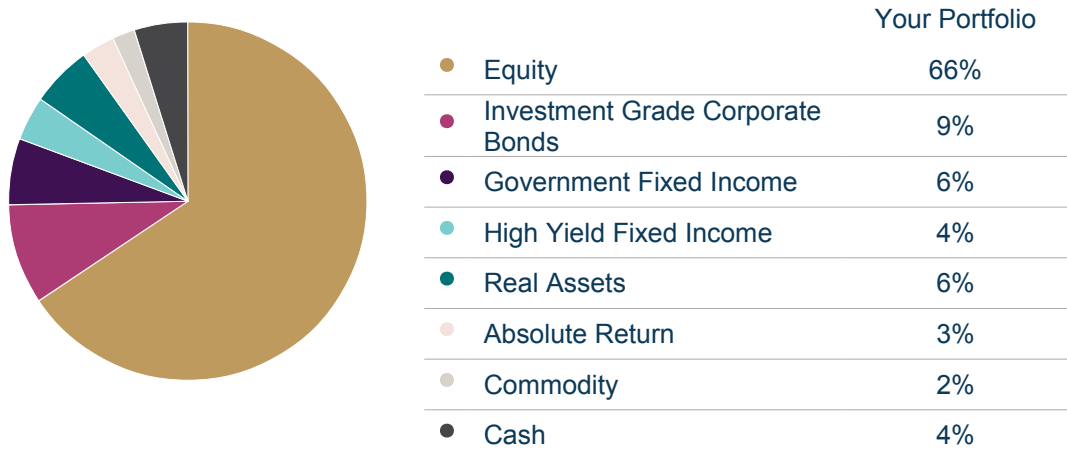 Your Portfolio
Equity 66%
Investment Grade Corporate
Bonds 9%
Government Fixed Income 6%
High Yield Fixed Income 4%
Real Assets 6%
Absolute Return 3%
Commodity 2%
Cash 4%